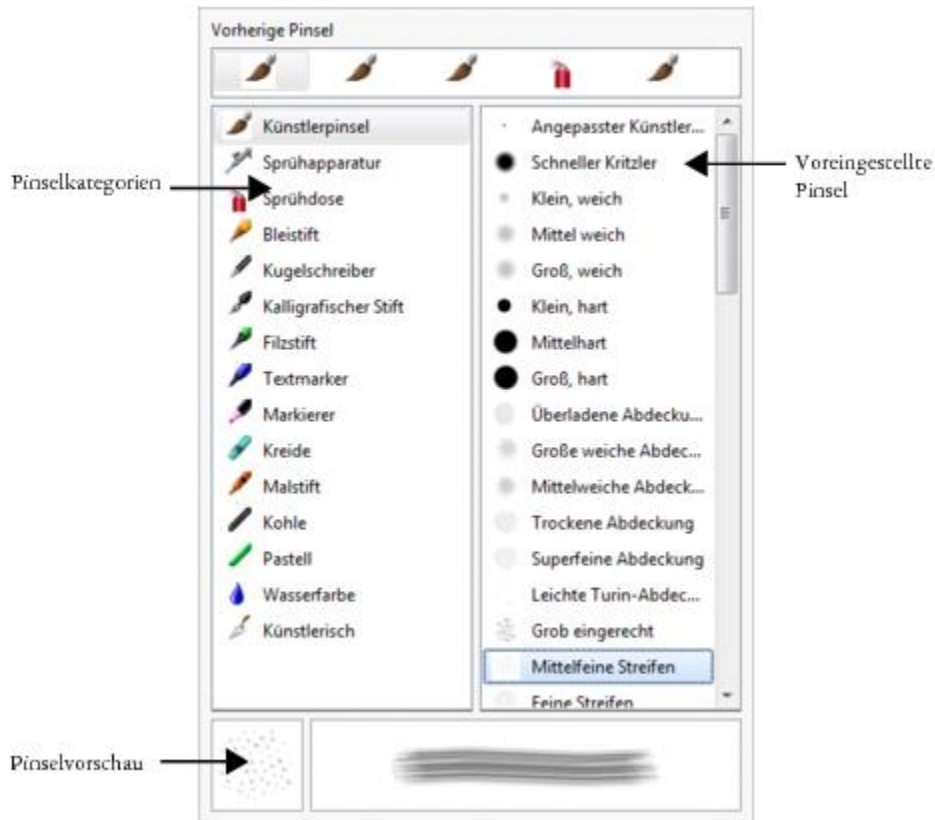 Vorherige Pinsel
Künstlerpinsel
Sprühapparatur
Sprühdose
Bleistift
Kugelschreiber
Kalligrafischer Stift
Filzstift
Textmarker
Markierer
Kreide
Malstift
Kohle
Pastell
Wasserfarbe
Künstlerisch
Angepasster Künstler...
Schneller Kritzler
Klein, weich
Mittel weich
Groß, weich
Klein, hart
Mittelhart
Groß, hart
Überladene Abdecku...
Große weiche Abdec...
Mittelweiche Abdeck...
Trockene Abdeckung
Superfeine Abdeckung
Leichte Turin-Abdec...
Grob eingerecht
Mittelfeine Streifen
Feine Streifen
Pinselkategorien
Voreingestellte
Pinsel
Pinselvorschau